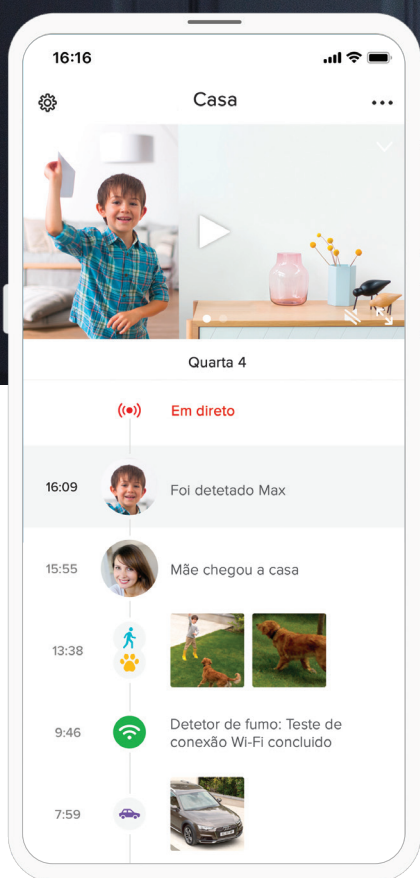 16:16
Casa
Quarta 4
Em direto
16:09
Foi detetado Max
15:55
Mãe chegou a casa
13:38
9:46
Detetor de fumo: Teste de
conexão Wi-Fi concluido
7:59